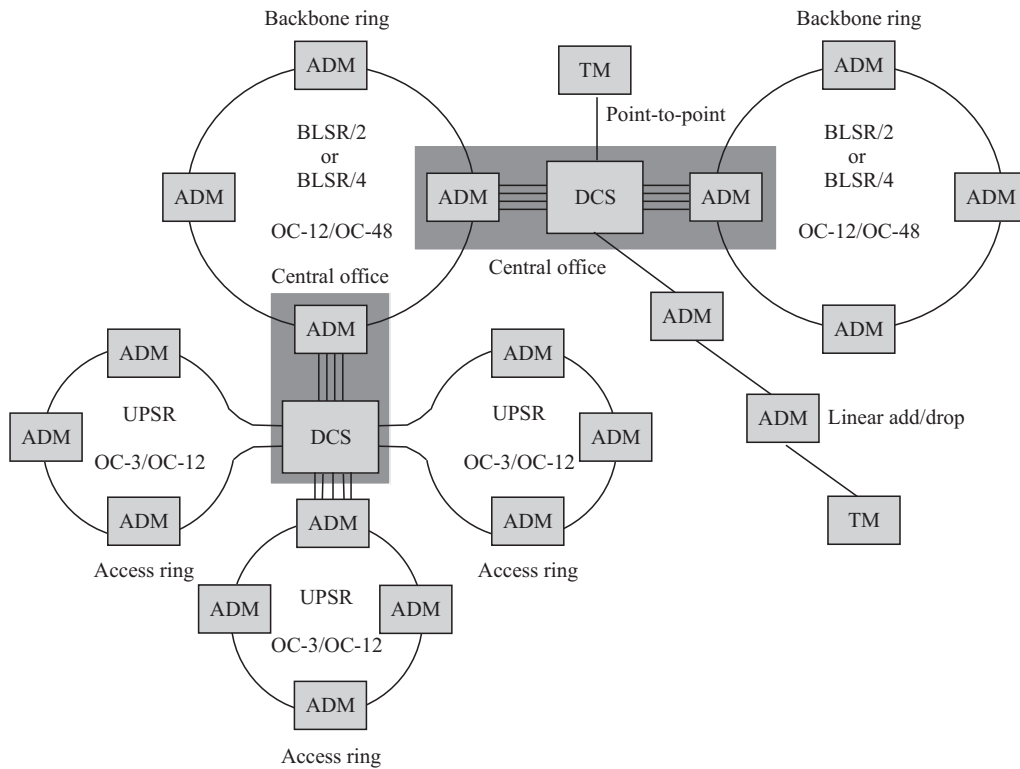 Backbone ring
Backbone ring
ADM
TM
ADM
Point-to-point
BLSR/2
or
BLSR/4
BLSR/2
or
BLSR/4
ADM
ADM
DCS
ADM
ADM
OC-12/OC-48
OC-12/OC-48
Central office
Central office
ADM
ADM
ADM
ADM
ADM
UPSR
UPSR
ADM
Linear add/drop
ADM
DCS
ADM
OC-3/OC-12
OC-3/OC-12
ADM
ADM
ADM
TM
Access ring
Access ring
UPSR
ADM
ADM
OC-3/OC-12
ADM
Access ring